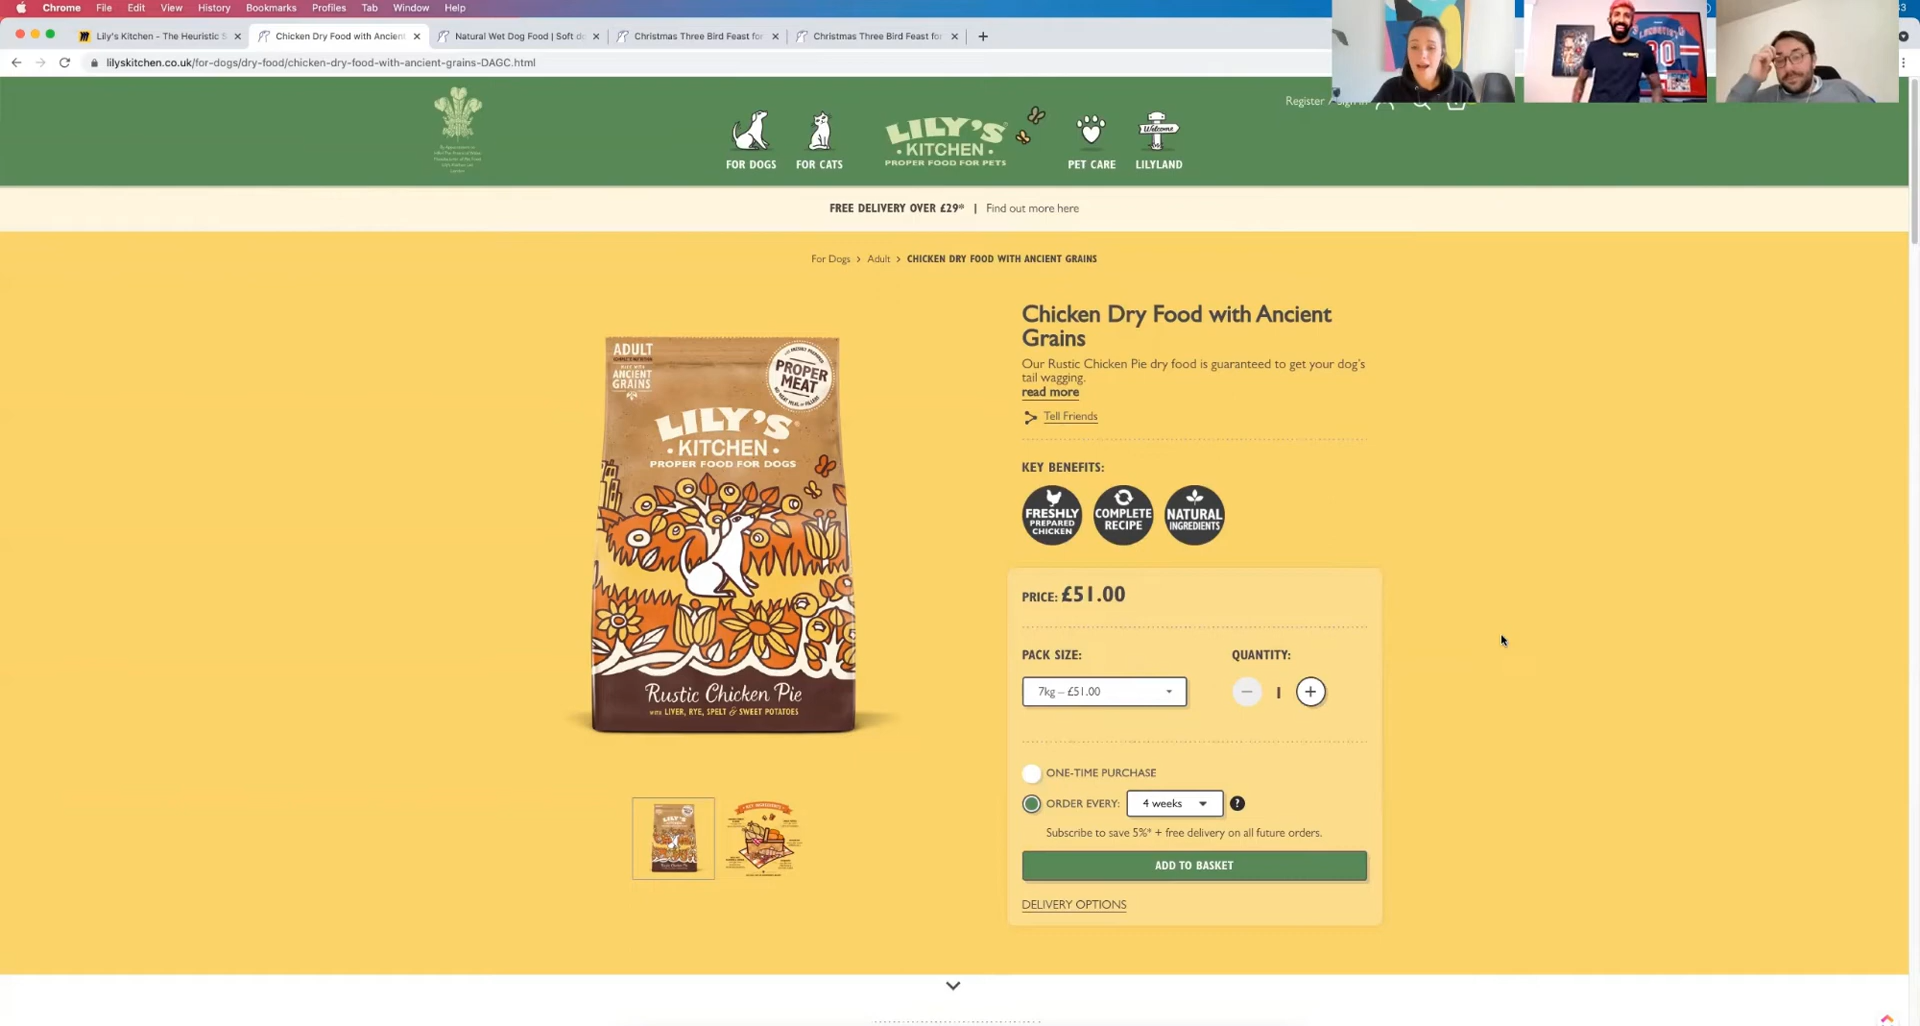 Chrome File Edit View History Bookmarks Profiles Tab Window Help
Lily's Kitchen - The Heuristic
Chicken Dry Food with Ancient
Natural Wet Dog Food | Soft
Christmas Three Bird Feast for
Christmas Three Bird Feast for
lilyskitchen.co.uk/for-dogs/dry-food/chicken-dry-food-with-ancient-grains-DAGC.html
Register / Sign in
FOR DOGS
FOR CATS
LILY'S
• KITCHEN •
PROPER FOOD FOR PETS
Welcome
PET CARE
LILYLAND
FREE DELIVERY OVER £29* | Find out more here
For Dogs > Adult > CHICKEN DRY FOOD WITH ANCIENT GRAINS
ADULT
ANCIENT
GRAINS
PROPER
MEAT
LILY'S
• KITCHEN •
PROPER FOOD FOR DOGS
Rustic Chicken Pie
WITH LIVER, RYE, SPELT & SWEET POTATOES
Chicken Dry Food with Ancient
Grains
Our Rustic Chicken Pie dry food is guaranteed to get your dog's
tail wagging.
read more
Tell Friends
KEY BENEFITS:
FRESHLY
PREPARED
CHICKEN
COMPLETE
RECIPE
NATURAL
INGREDIENTS
PRICE: £51.00
PACK SIZE:
QUANTITY:
7kg – £51.00
1
ONE-TIME PURCHASE
ORDER EVERY: 4 weeks ?
Subscribe to save 5%* + free delivery on all future orders.
ADD TO BASKET
DELIVERY OPTIONS